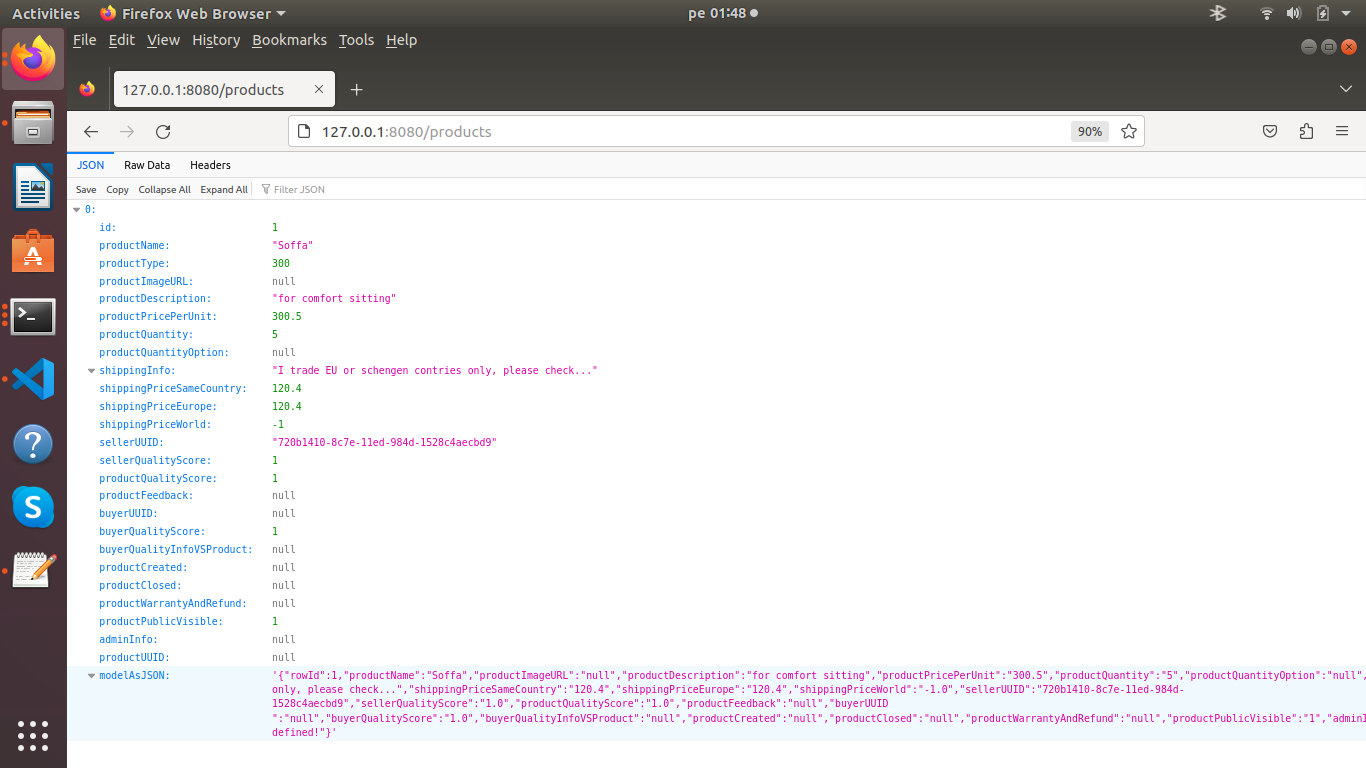 Activities Firefox Web Browser pe 01:48
File Edit View History Bookmarks Tools Help
127.0.0.1:8080/products
127.0.0.1:8080/products 90%
JSON Raw Data Headers
Save Copy Collapse All Expand All Filter JSON
0:
id: 1
productName: "Soffa"
productType: 300
productImageURL: null
productDescription: "for comfort sitting"
productPricePerUnit: 300.5
productQuantity: 5
productQuantityOption: null
shippingInfo: "I trade EU or schengen contries only, please check..."
shippingPriceSameCountry: 120.4
shippingPriceEurope: 120.4
shippingPriceWorld: -1
sellerUUID: "720b1410-8c7e-11ed-984d-1528c4aecbd9"
sellerQualityScore: 1
productQualityScore: 1
productFeedback: null
buyerUUID: null
buyerQualityScore: 1
buyerQualityInfoVSProduct: null
productCreated: null
productClosed: null
productWarrantyAndRefund: null
productPublicVisible: 1
adminInfo: null
productUUID: null
modelAsJSON: '{"rowId":1,"productName":"Soffa","productImageURL":"null","productDescription":"for comfort sitting","productPricePerUnit":"300.5","productQuantity":"5","productQuantityOption":"null",
only, please check...","shippingPriceSameCountry":"120.4","shippingPriceEurope":"120.4","shippingPriceWorld":"-1.0","sellerUUID":"720b1410-8c7e-11ed-984d-
1528c4aecbd9","sellerQualityScore":"1.0","productQualityScore":"1.0","productFeedback":"null","buyerUUID
":"null","buyerQualityScore":"1.0","buyerQualityInfoVSProduct":"null","productCreated":"null","productClosed":"null","productWarrantyAndRefund":"null","productPublicVisible":"1","adminI
defined!"}'